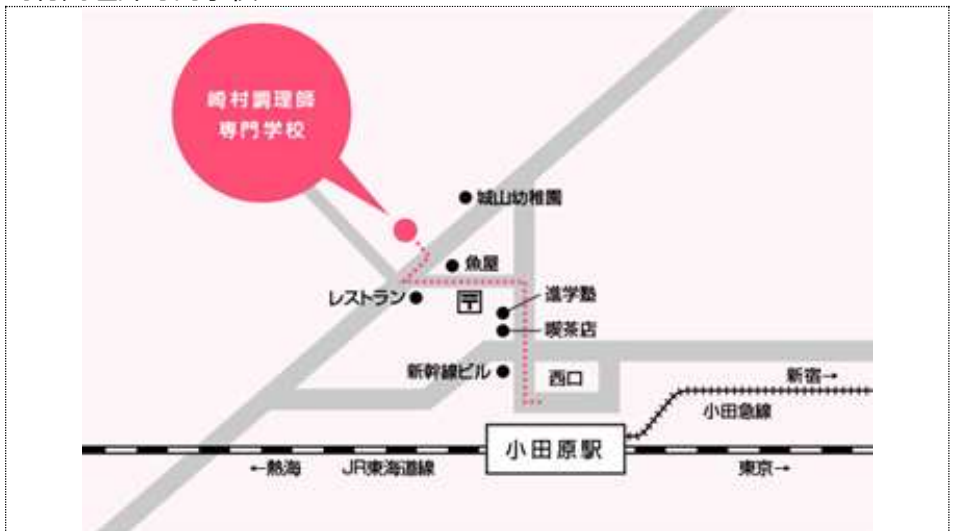 崎村調理師
専門学校
城山幼稚園
魚屋
レストラン
〒
進学塾
喫茶店
新幹線ビル
西口
新宿→
小田急線
小田原駅
←熱海
JR東海道線
東京→